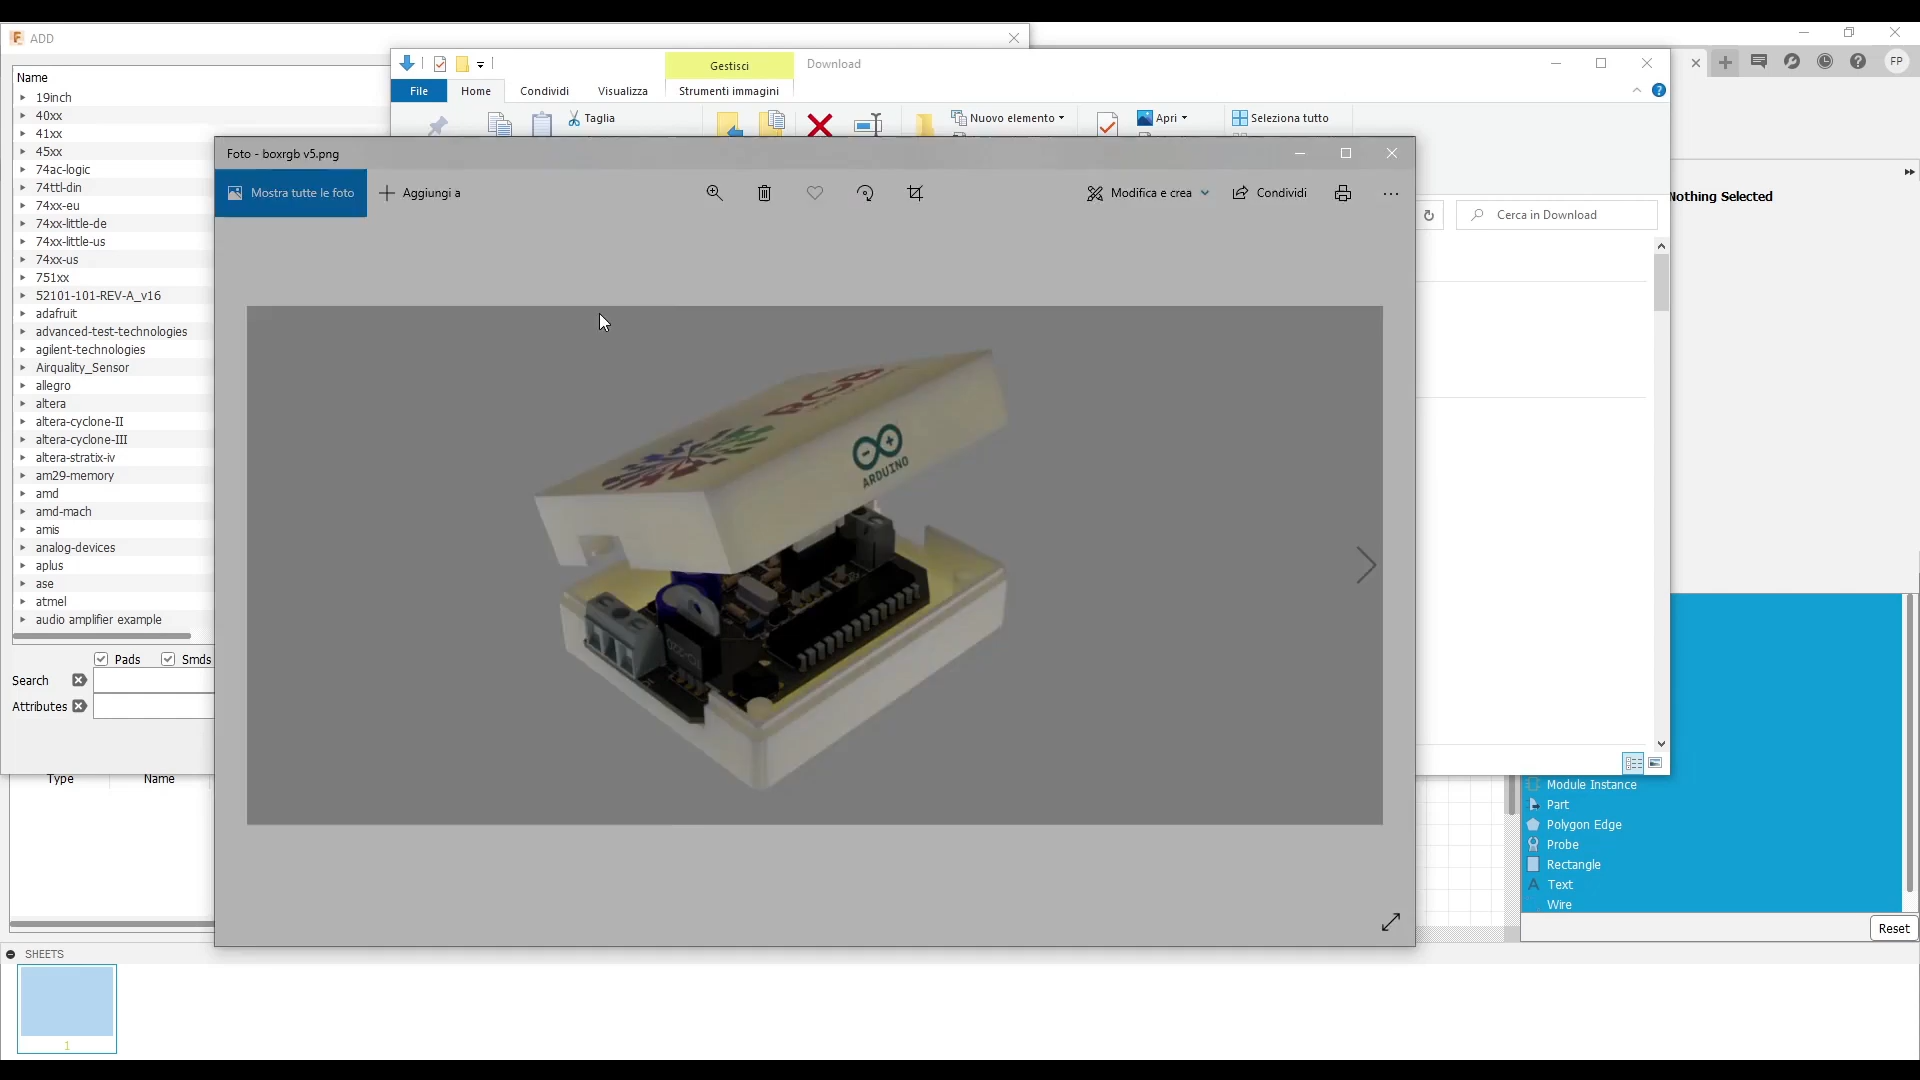 ADD
Name
19inch
40xx
41xx
45xx
74ac-logic
74ttl-din
74xx-eu
74xx-little-de
74xx-little-us
74xx-us
751xx
52101-101-REV-A_v16
adafruit
advanced-test-technologies
agilent-technologies
Airquality_Sensor
allegro
altera
altera-cyclone-II
altera-cyclone-III
altera-stratix-iv
am29-memory
amd
amd-mach
amis
analog-devices
aplus
ase
atmel
audio amplifier example
Pads
Smds
Search
Attributes
Type
Name
SHEETS
1
Gestisci
Download
File
Home
Condividi
Visualizza
Strumenti immagini
Taglia
Nuovo elemento
Apri
Seleziona tutto
Cerca in Download
Foto - boxrgb v5.png
Mostra tutte le foto
Aggiungi a
Modifica e crea
Condividi
RGB
ARDUINO
FP
Nothing Selected
Module Instance
Part
Polygon Edge
Probe
Rectangle
Text
Wire
Reset